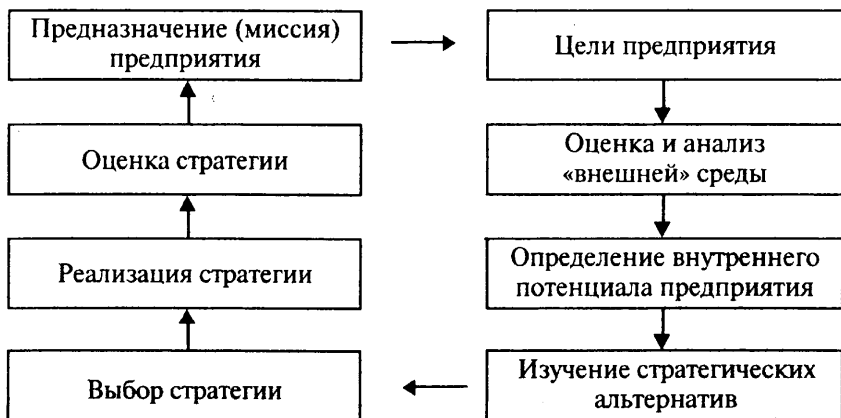 Предназначение (миссия)
предприятия
Цели предприятия
Оценка стратегии
Оценка и анализ
«внешней» среды
Реализация стратегии
Определение внутреннего
потенциала предприятия
Выбор стратегии
Изучение стратегических
альтернатив